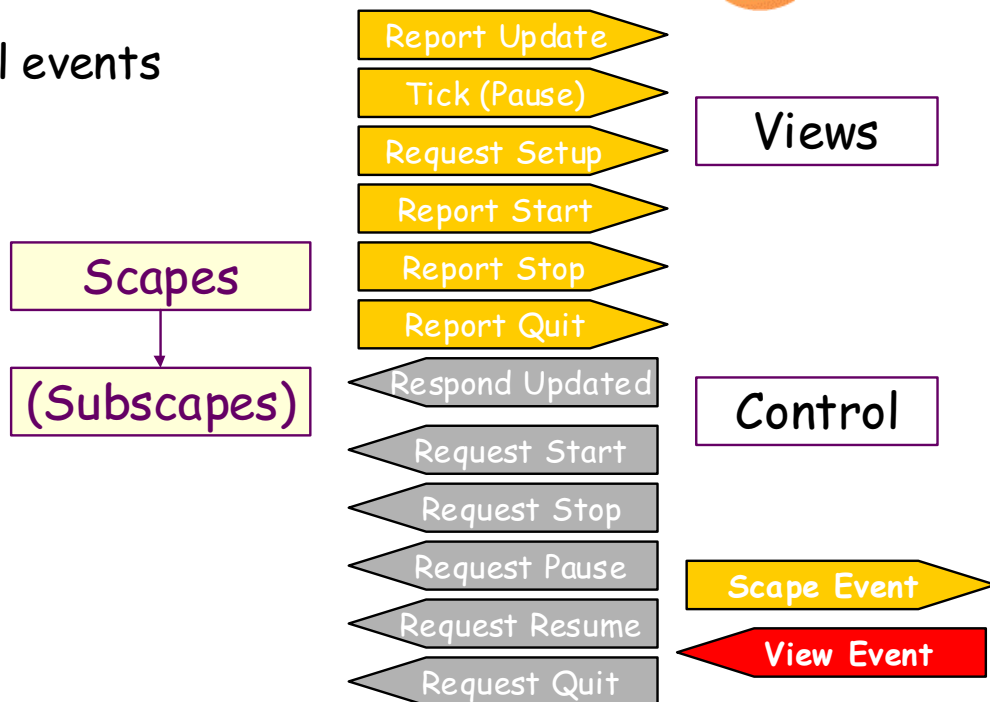 l events
Report Update
Tick (Pause)
Request Setup
Report Start
Report Stop
Report Quit
Respond Updated
Request Start
Request Stop
Request Pause
Request Resume
Request Quit
Scapes
(Subscapes)
Views
Control
Scape Event
View Event